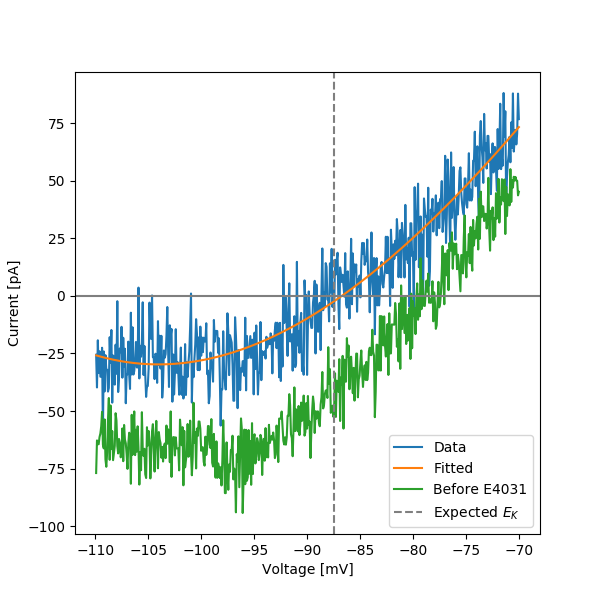 75
50
25
0
−25
−50
−75
−100
Current [pA]
Data
Fitted
Before E4031
Expected E_K
−110 −105 −100 −95 −90 −85 −80 −75 −70
Voltage [mV]